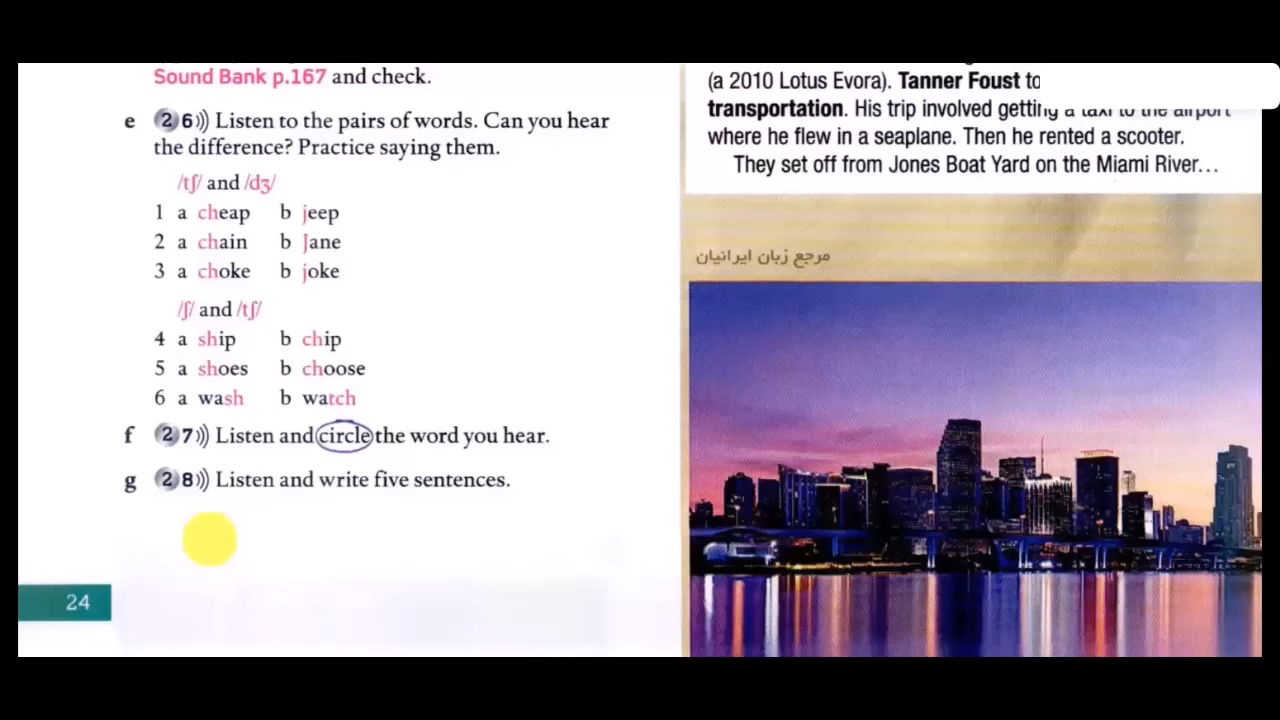 Sound Bank p.167 and check.
e 2 6)) Listen to the pairs of words. Can you hear
the difference? Practice saying them.
/tʃ/ and /dʒ/
1 a cheap b jeep
2 a chain b Jane
3 a choke b joke
/ʃ/ and /tʃ/
4 a ship b chip
5 a shoes b choose
6 a wash b watch
f 2 7)) Listen and circle the word you hear.
g 2 8)) Listen and write five sentences.
24
(a 2010 Lotus Evora). Tanner Foust to
transportation. His trip involved getting a taxi to the airport
where he flew in a seaplane. Then he rented a scooter.
They set off from Jones Boat Yard on the Miami River...
مرجع زبان ایرانیان